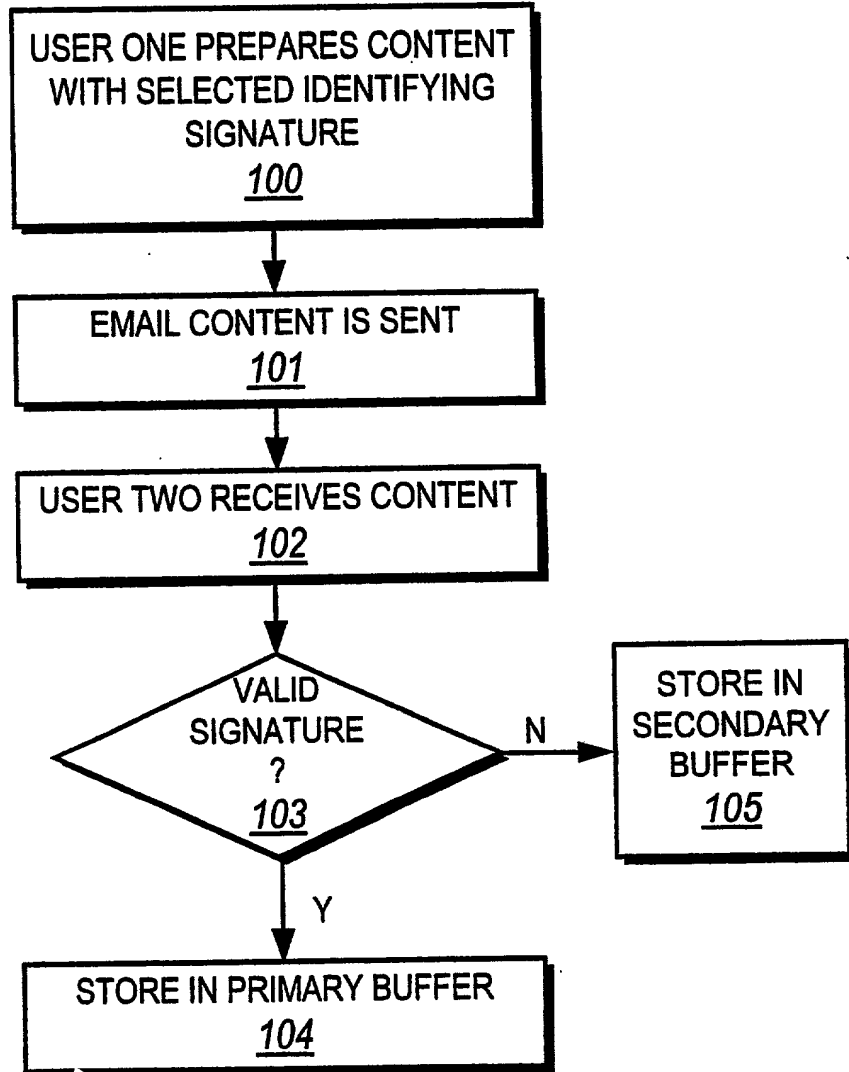 USER ONE PREPARES CONTENT
WITH SELECTED IDENTIFYING
SIGNATURE
100
EMAIL CONTENT IS SENT
101
USER TWO RECEIVES CONTENT
102
VALID
SIGNATURE
?
103
N
STORE IN
SECONDARY
BUFFER
105
Y
STORE IN PRIMARY BUFFER
104